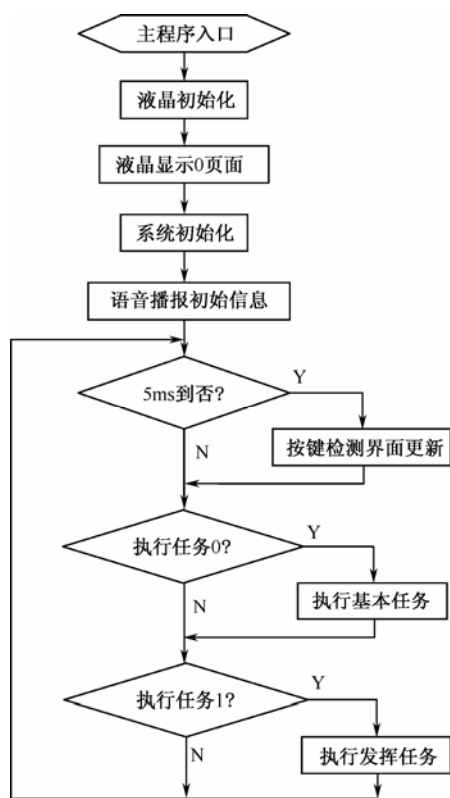 主程序入口
液晶初始化
液晶显示0页面
系统初始化
语音播报初始信息
5ms到否?
Y
按键检测界面更新
N
执行任务0?
Y
执行基本任务
N
执行任务1?
Y
执行发挥任务
N